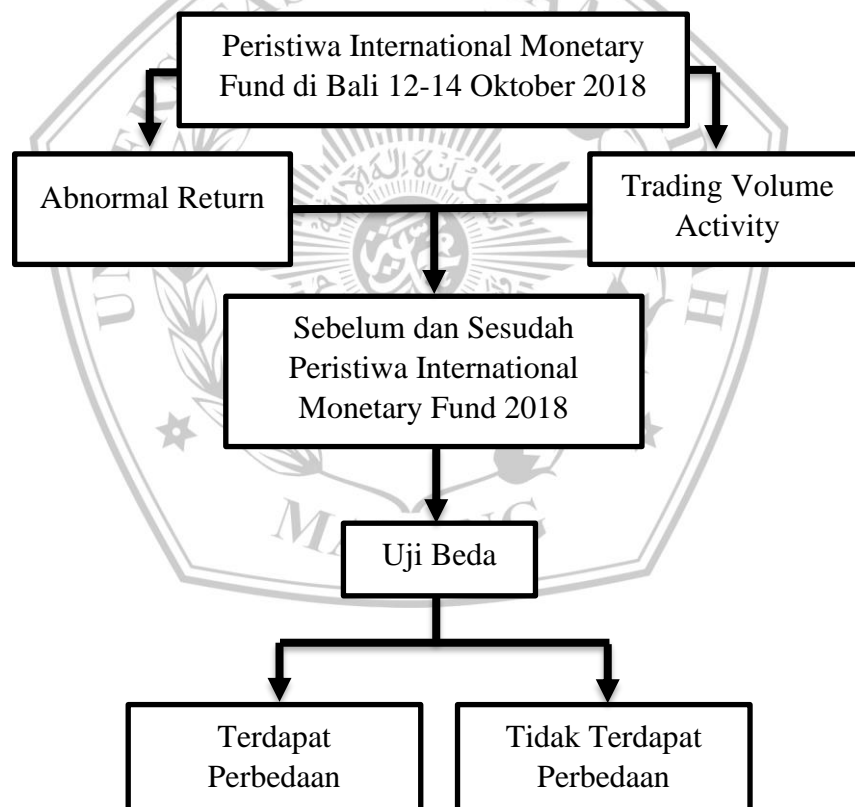 Peristiwa International Monetary
Fund di Bali 12-14 Oktober 2018
Abnormal Return
Trading Volume
Activity
Sebelum dan Sesudah
Peristiwa International
Monetary Fund 2018
Uji Beda
Terdapat
Perbedaan
Tidak Terdapat
Perbedaan